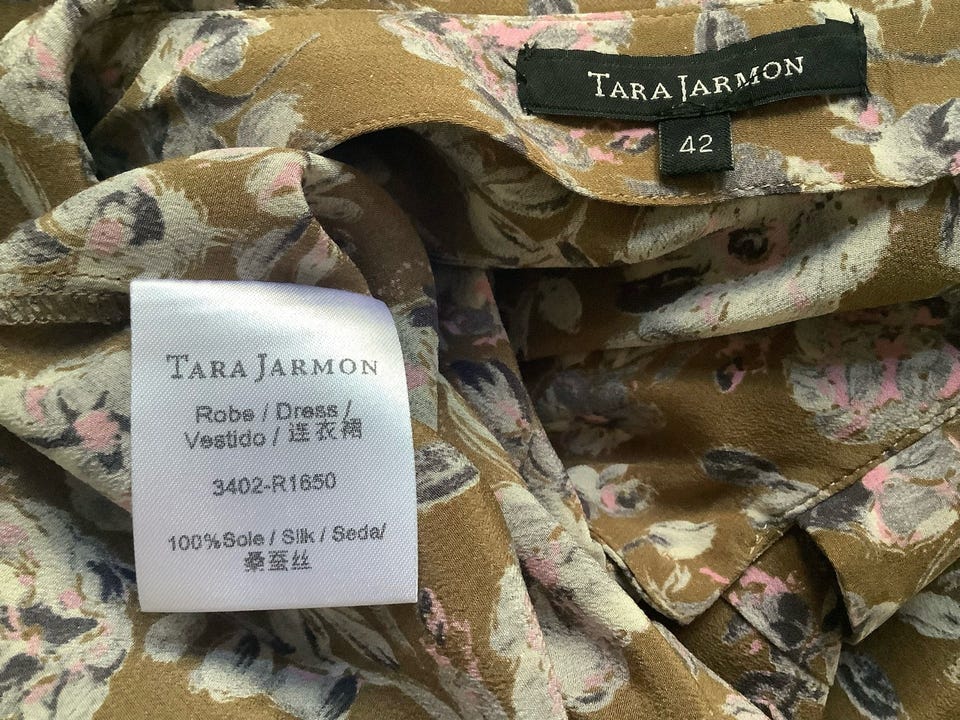 TARA JARMON
42
TARA JARMON
Robe / Dress /
Vestido / 连衣裙
3402-R1650
100%Soie / Silk / Seda/
桑蚕丝